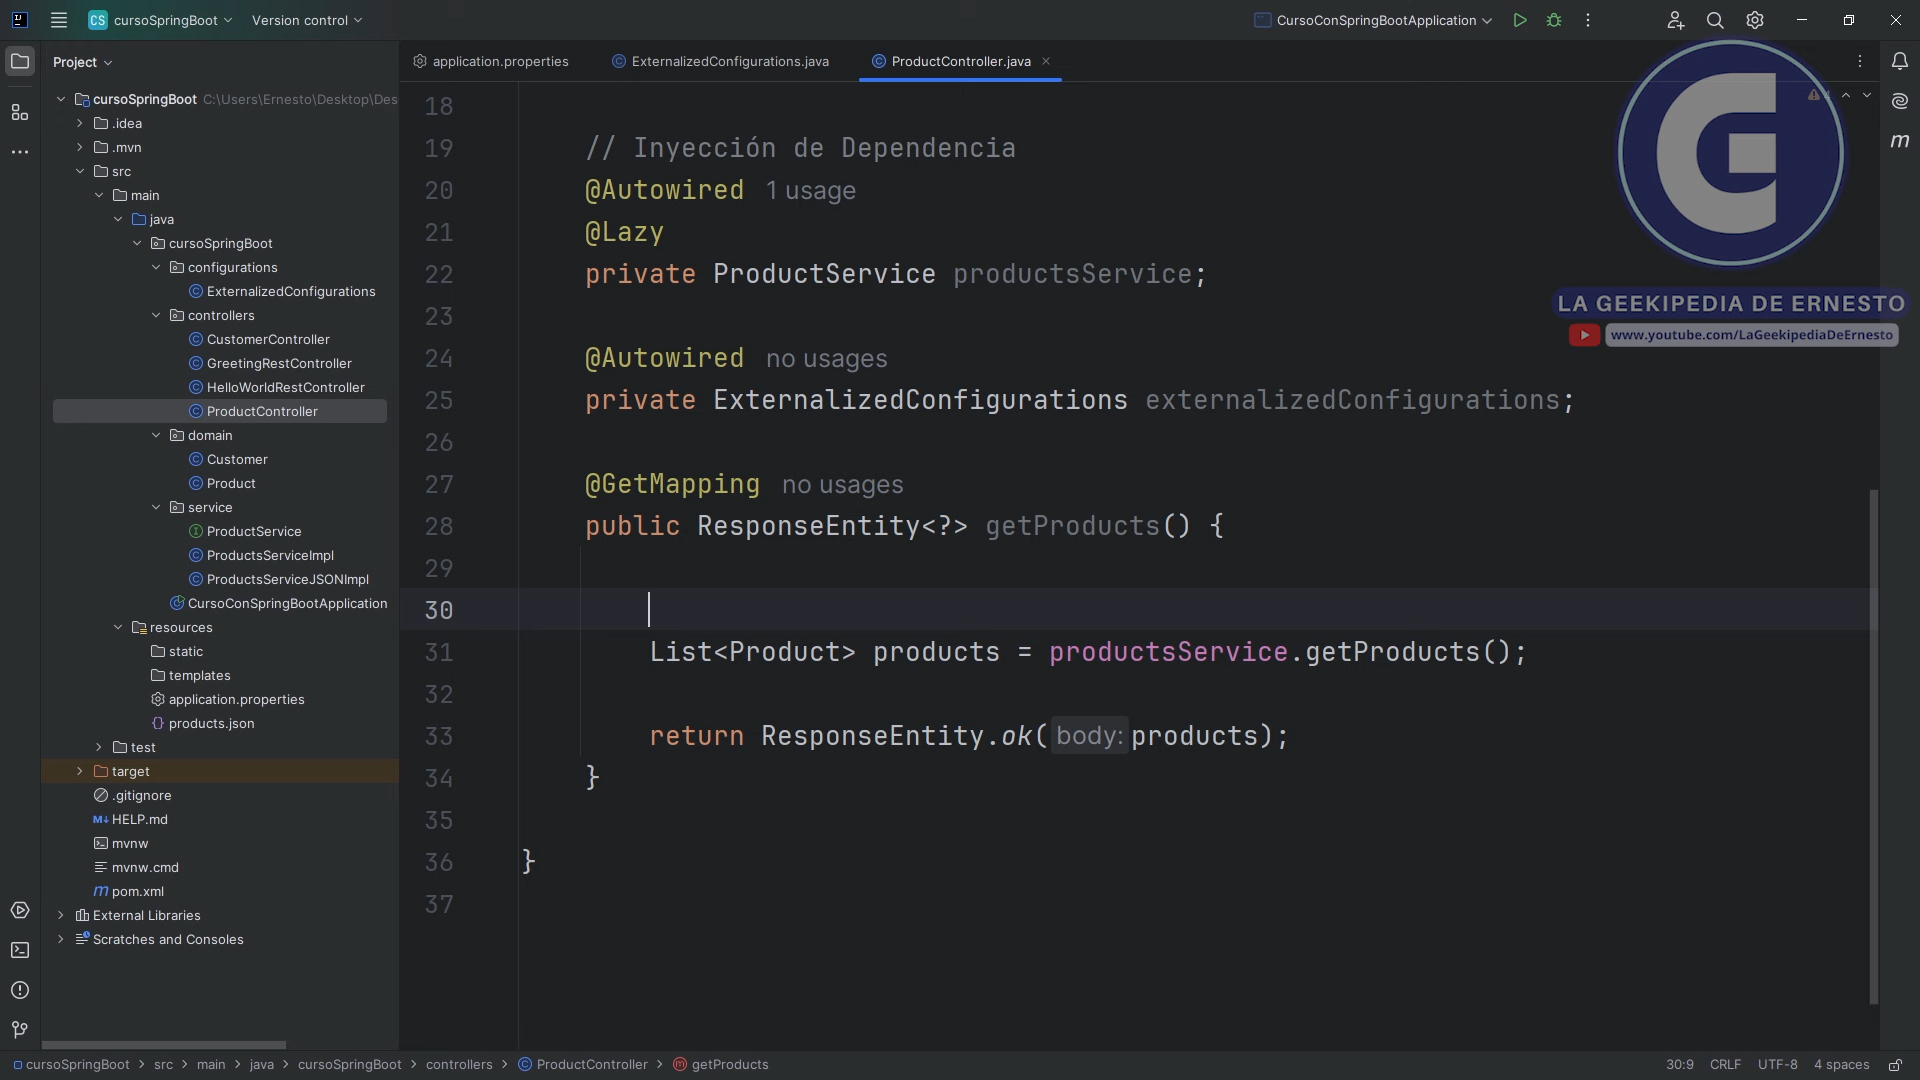 CS cursoSpringBoot Version control CursoConSpringBootApplication
Project
application.properties ExternalizedConfigurations.java ProductController.java
cursoSpringBoot C:\Users\Ernesto\Desktop\Des
.idea
.mvn
src
main
java
cursoSpringBoot
configurations
ExternalizedConfigurations
controllers
CustomerController
GreetingRestController
HelloWorldRestController
ProductController
domain
Customer
Product
service
ProductService
ProductsServiceImpl
ProductsServiceJSONImpl
CursoConSpringBootApplication
resources
static
templates
application.properties
products.json
test
target
.gitignore
HELP.md
mvnw
mvnw.cmd
pom.xml
External Libraries
Scratches and Consoles
18
19 // Inyección de Dependencia
20 @Autowired 1 usage
21 @Lazy
22 private ProductService productsService;
23
24 @Autowired no usages
25 private ExternalizedConfigurations externalizedConfigurations;
26
27 @GetMapping no usages
28 public ResponseEntity<?> getProducts() {
29
30
31 List<Product> products = productsService.getProducts();
32
33 return ResponseEntity.ok( body: products);
34 }
35
36 }
37
LA GEEKIPEDIA DE ERNESTO
www.youtube.com/LaGeekipediaDeErnesto
cursoSpringBoot > src > main > java > cursoSpringBoot > controllers > ProductController > getProducts 30:9 CRLF UTF-8 4 spaces